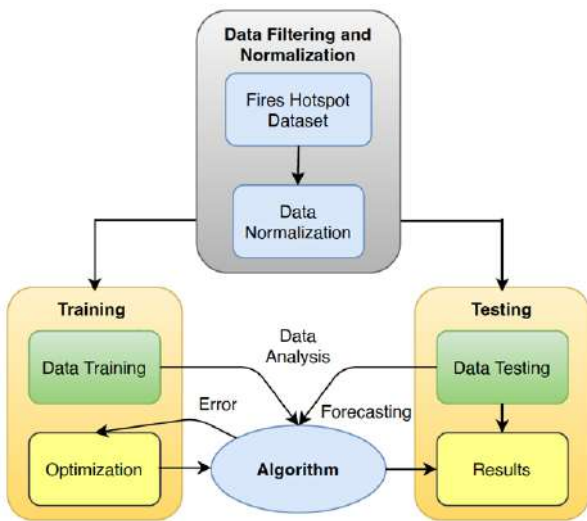 Data Filtering and
Normalization
Fires Hotspot
Dataset
Data
Normalization
Training
Testing
Data Training
Data
Analysis
Data Testing
Error
Forecasting
Optimization
Algorithm
Results